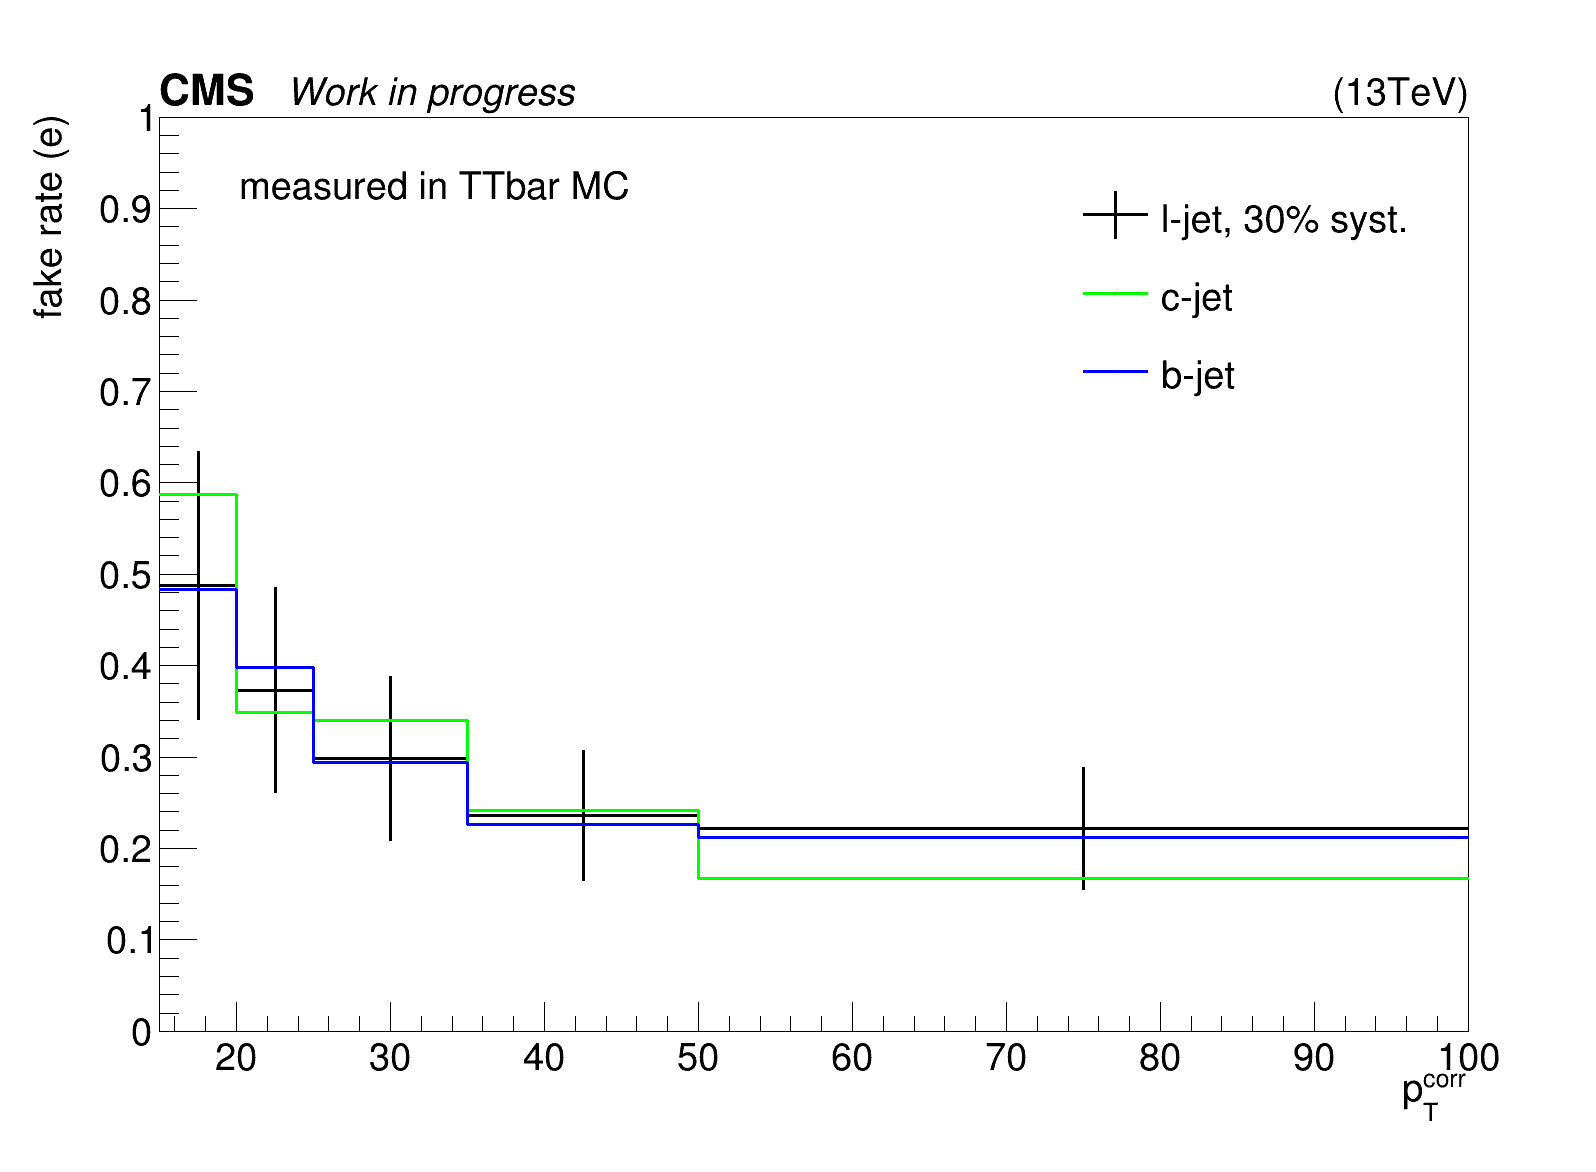 CMS Work in progress (13TeV)
fake rate (e)
measured in TTbar MC
l-jet, 30% syst.
c-jet
b-jet
1
0.9
0.8
0.7
0.6
0.5
0.4
0.3
0.2
0.1
0
20 30 40 50 60 70 80 90 100
p_T^corr